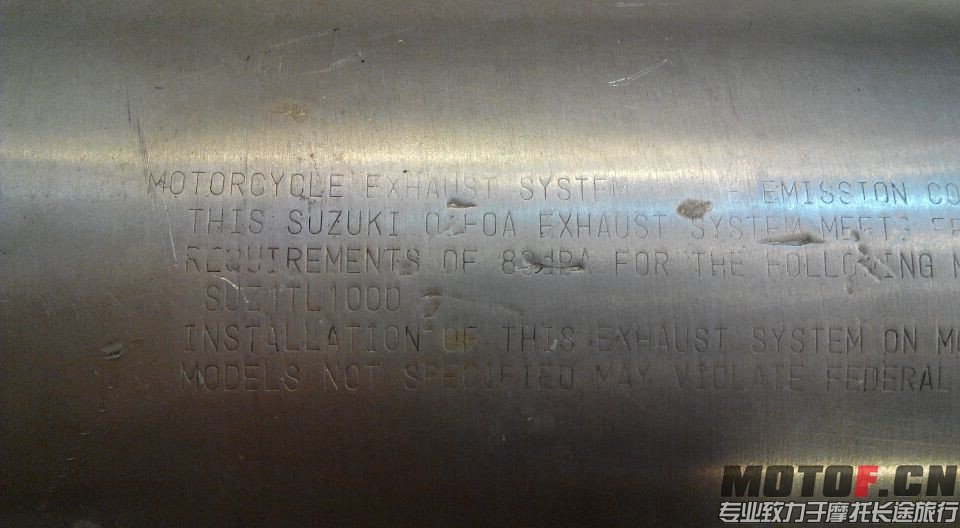 MOTORCYCLE EXHAUST SYSTEM EMISSION CO
THIS SUZUKI EXHAUST SYSTEM MEETS
REQUIREMENTS OF FOR THE FOLLOWING
SUZ1TL1000
INSTALLATION OF THIS EXHAUST SYSTEM ON MO
MODELS NOT SPECIFIED MAY VIOLATE FEDERAL
MOTOF.CN
专业致力于摩托长途旅行